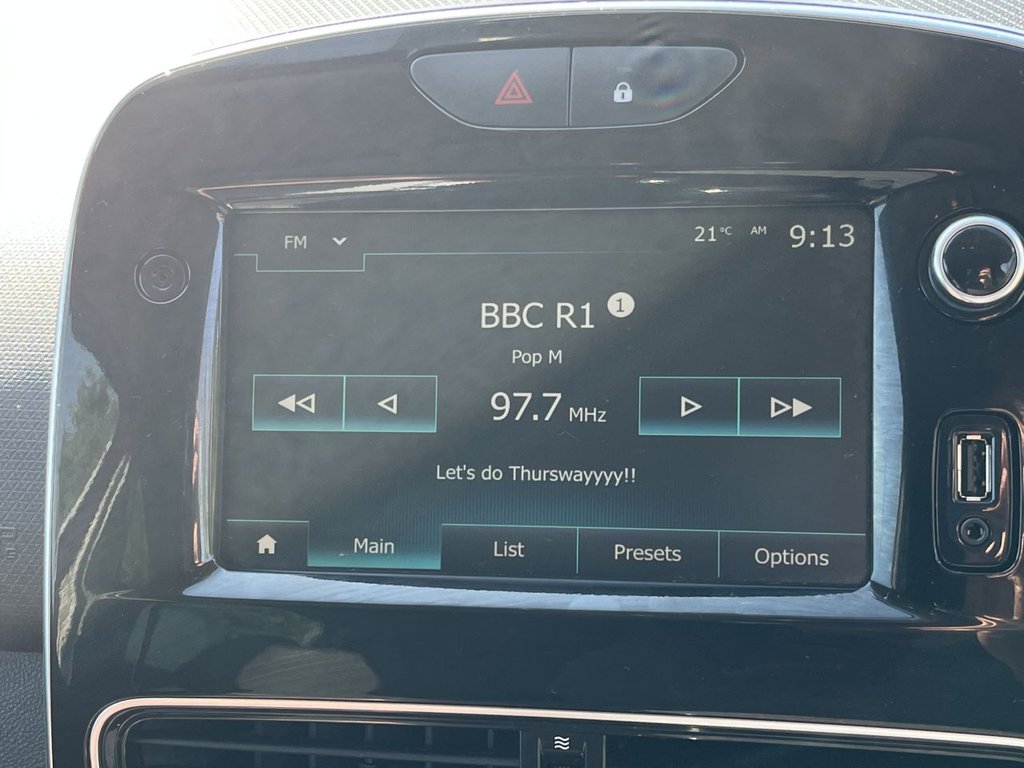 FM 21°C AM 9:13
BBC R1 1
Pop M
97.7 MHz
Let's do Thurswayyyy!!
Main List Presets Options